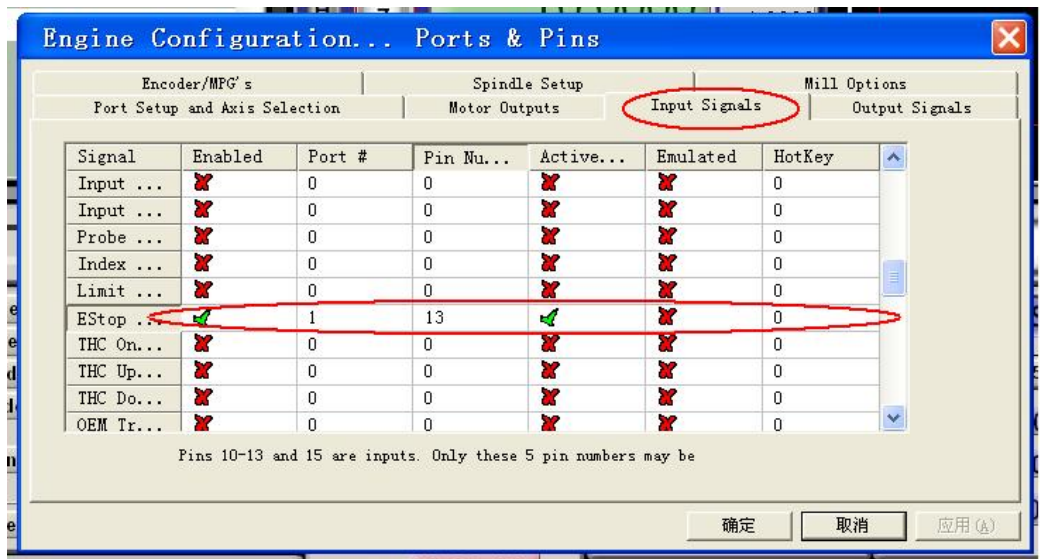 Engine Configuration... Ports & Pins
Encoder/MPG's Spindle Setup Mill Options
Port Setup and Axis Selection Motor Outputs Input Signals Output Signals
Signal Enabled Port # Pin Nu... Active... Emulated HotKey
Input ... 0 0 0
Input ... 0 0 0
Probe ... 0 0 0
Index ... 0 0 0
Limit ... 0 0 0
EStop ... 1 13 0
THC On... 0 0 0
THC Up... 0 0 0
THC Do... 0 0 0
OEM Tr... 0 0 0
Pins 10-13 and 15 are inputs. Only these 5 pin numbers may be
确定 取消 应用(A)